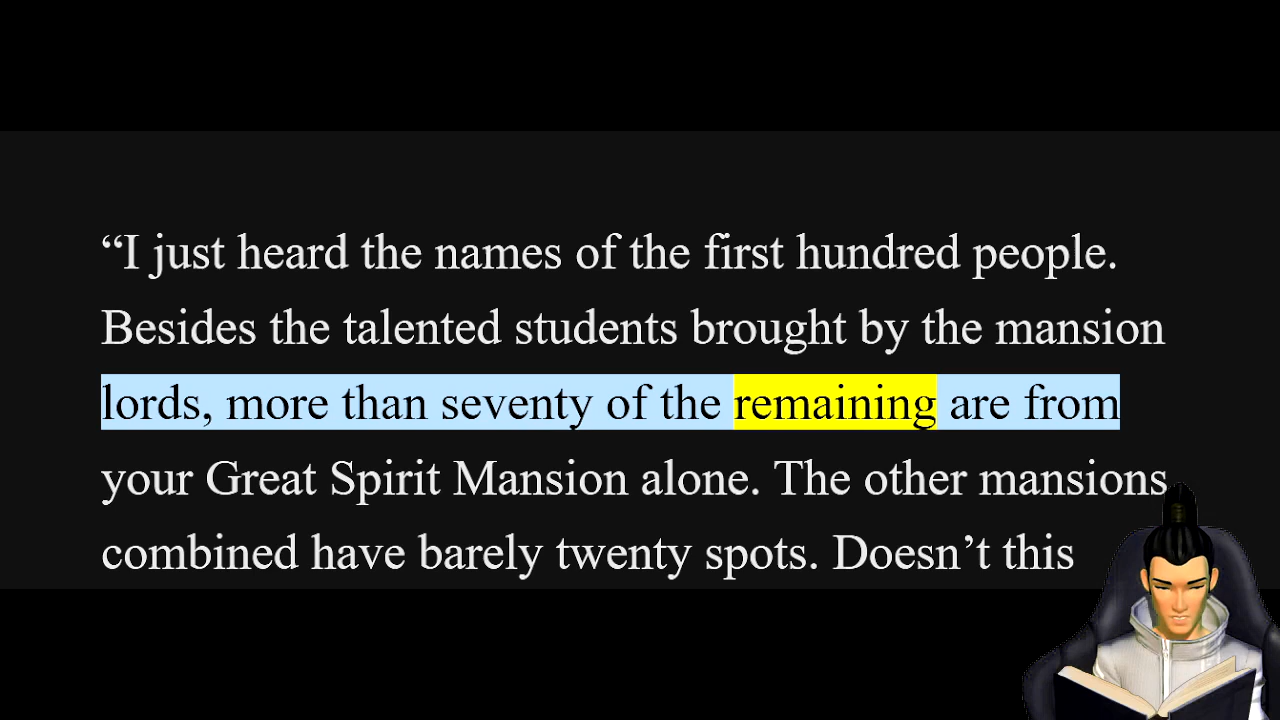 “I just heard the names of the first hundred people.
Besides the talented students brought by the mansion
lords, more than seventy of the remaining are from
your Great Spirit Mansion alone. The other mansions
combined have barely twenty spots. Doesn’t this